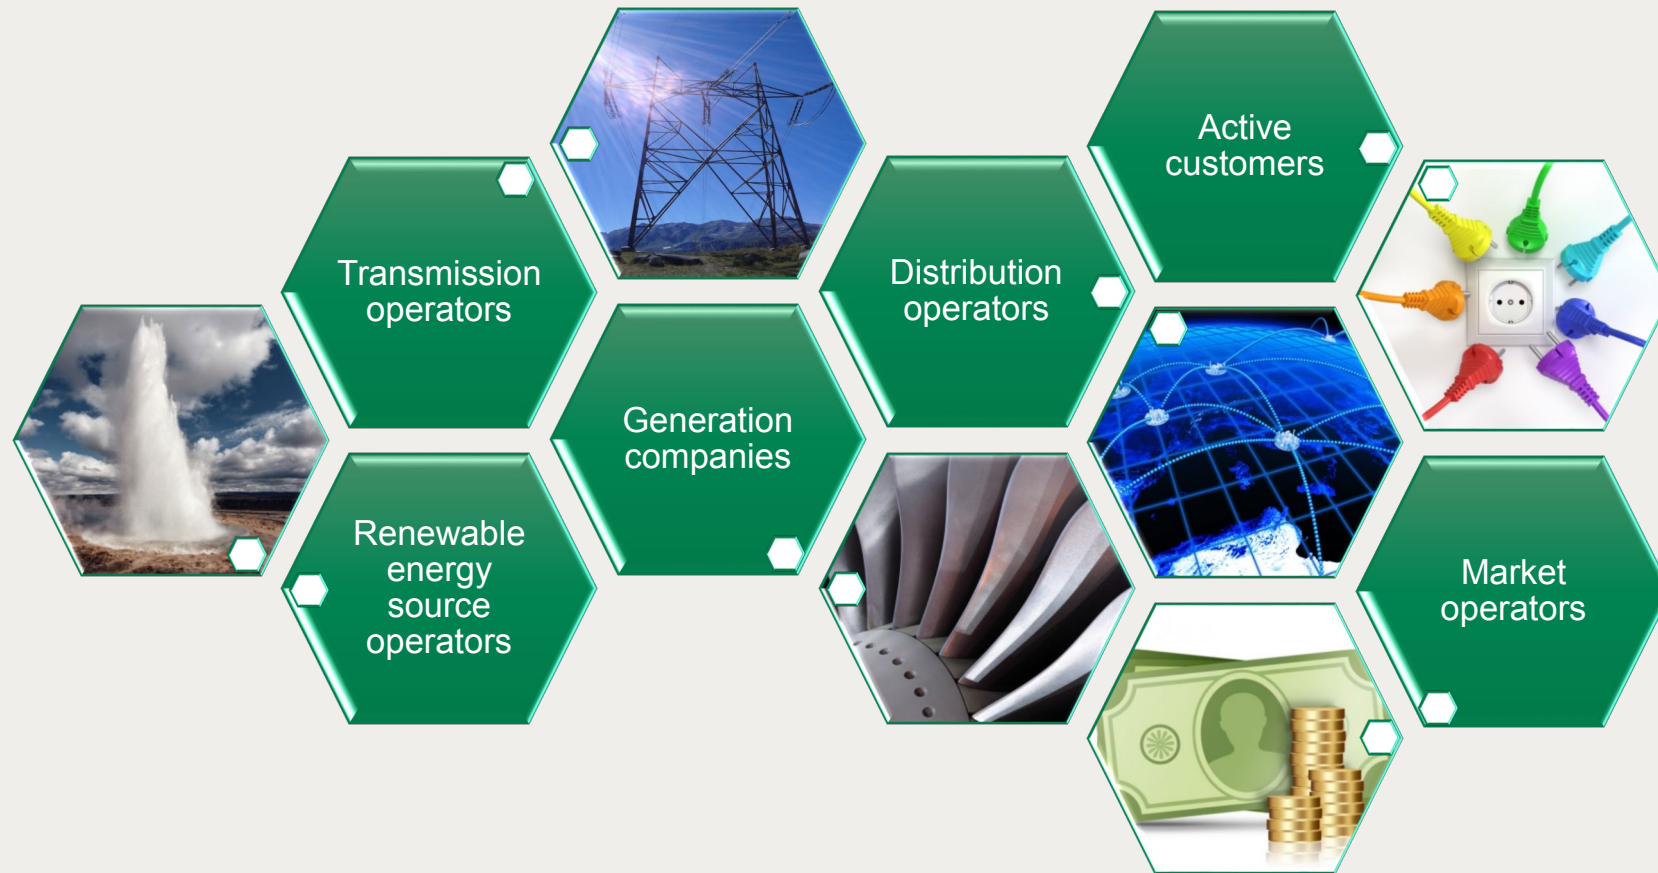 Active
customers
Transmission
operators
Distribution
operators
Generation
companies
Renewable
energy
source
operators
Market
operators